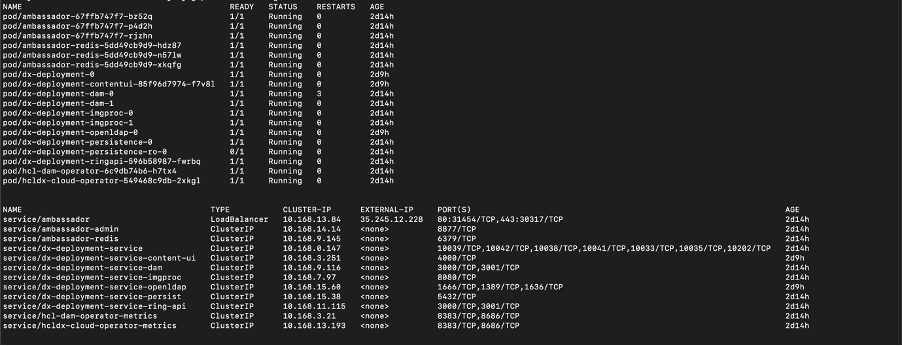 NAME READY STATUS RESTARTS AGE
pod/ambassador-67ffb747f7-bz52q 1/1 Running 0 2d14h
pod/ambassador-67ffb747f7-p4d2h 1/1 Running 0 2d14h
pod/ambassador-67ffb747f7-rjzhn 1/1 Running 0 2d14h
pod/ambassador-redis-5dd49cb9d9-hdz87 1/1 Running 0 2d14h
pod/ambassador-redis-5dd49cb9d9-n57lw 1/1 Running 0 2d14h
pod/ambassador-redis-5dd49cb9d9-xkqfg 1/1 Running 0 2d14h
pod/dx-deployment-0 1/1 Running 0 2d9h
pod/dx-deployment-contentui-85f96d7974-f7v8l 1/1 Running 0 2d9h
pod/dx-deployment-dam-0 1/1 Running 3 2d14h
pod/dx-deployment-dam-1 1/1 Running 0 2d14h
pod/dx-deployment-imgproc-0 1/1 Running 0 2d14h
pod/dx-deployment-imgproc-1 1/1 Running 0 2d14h
pod/dx-deployment-openldap-0 1/1 Running 0 2d9h
pod/dx-deployment-persistence-0 1/1 Running 0 2d14h
pod/dx-deployment-persistence-ro-0 0/1 Running 0 2d14h
pod/dx-deployment-ringapi-596b58987-fwrbq 1/1 Running 0 2d14h
pod/hcl-dam-operator-6c9db74b6-h7tx4 1/1 Running 0 2d14h
pod/hcldx-cloud-operator-549468c9db-2xkgl 1/1 Running 0 2d14h
NAME TYPE CLUSTER-IP EXTERNAL-IP PORT(S) AGE
service/ambassador LoadBalancer 10.168.13.84 35.245.12.228 80:31454/TCP,443:30317/TCP 2d14h
service/ambassador-admin ClusterIP 10.168.14.14 <none> 8877/TCP 2d14h
service/ambassador-redis ClusterIP 10.168.9.145 <none> 6379/TCP 2d14h
service/dx-deployment-service ClusterIP 10.168.0.147 <none> 10039/TCP,10042/TCP,10038/TCP,10041/TCP,10033/TCP,10035/TCP,10202/TCP 2d14h
service/dx-deployment-service-content-ui ClusterIP 10.168.3.251 <none> 4000/TCP 2d9h
service/dx-deployment-service-dam ClusterIP 10.168.9.116 <none> 3000/TCP,3001/TCP 2d14h
service/dx-deployment-service-imgproc ClusterIP 10.168.7.97 <none> 8080/TCP 2d14h
service/dx-deployment-service-openldap ClusterIP 10.168.15.60 <none> 1666/TCP,1389/TCP,1636/TCP 2d9h
service/dx-deployment-service-persist ClusterIP 10.168.15.38 <none> 5432/TCP 2d14h
service/dx-deployment-service-ring-api ClusterIP 10.168.11.115 <none> 3000/TCP,3001/TCP 2d14h
service/hcl-dam-operator-metrics ClusterIP 10.168.3.21 <none> 8383/TCP,8686/TCP 2d14h
service/hcldx-cloud-operator-metrics ClusterIP 10.168.13.193 <none> 8383/TCP,8686/TCP 2d14h